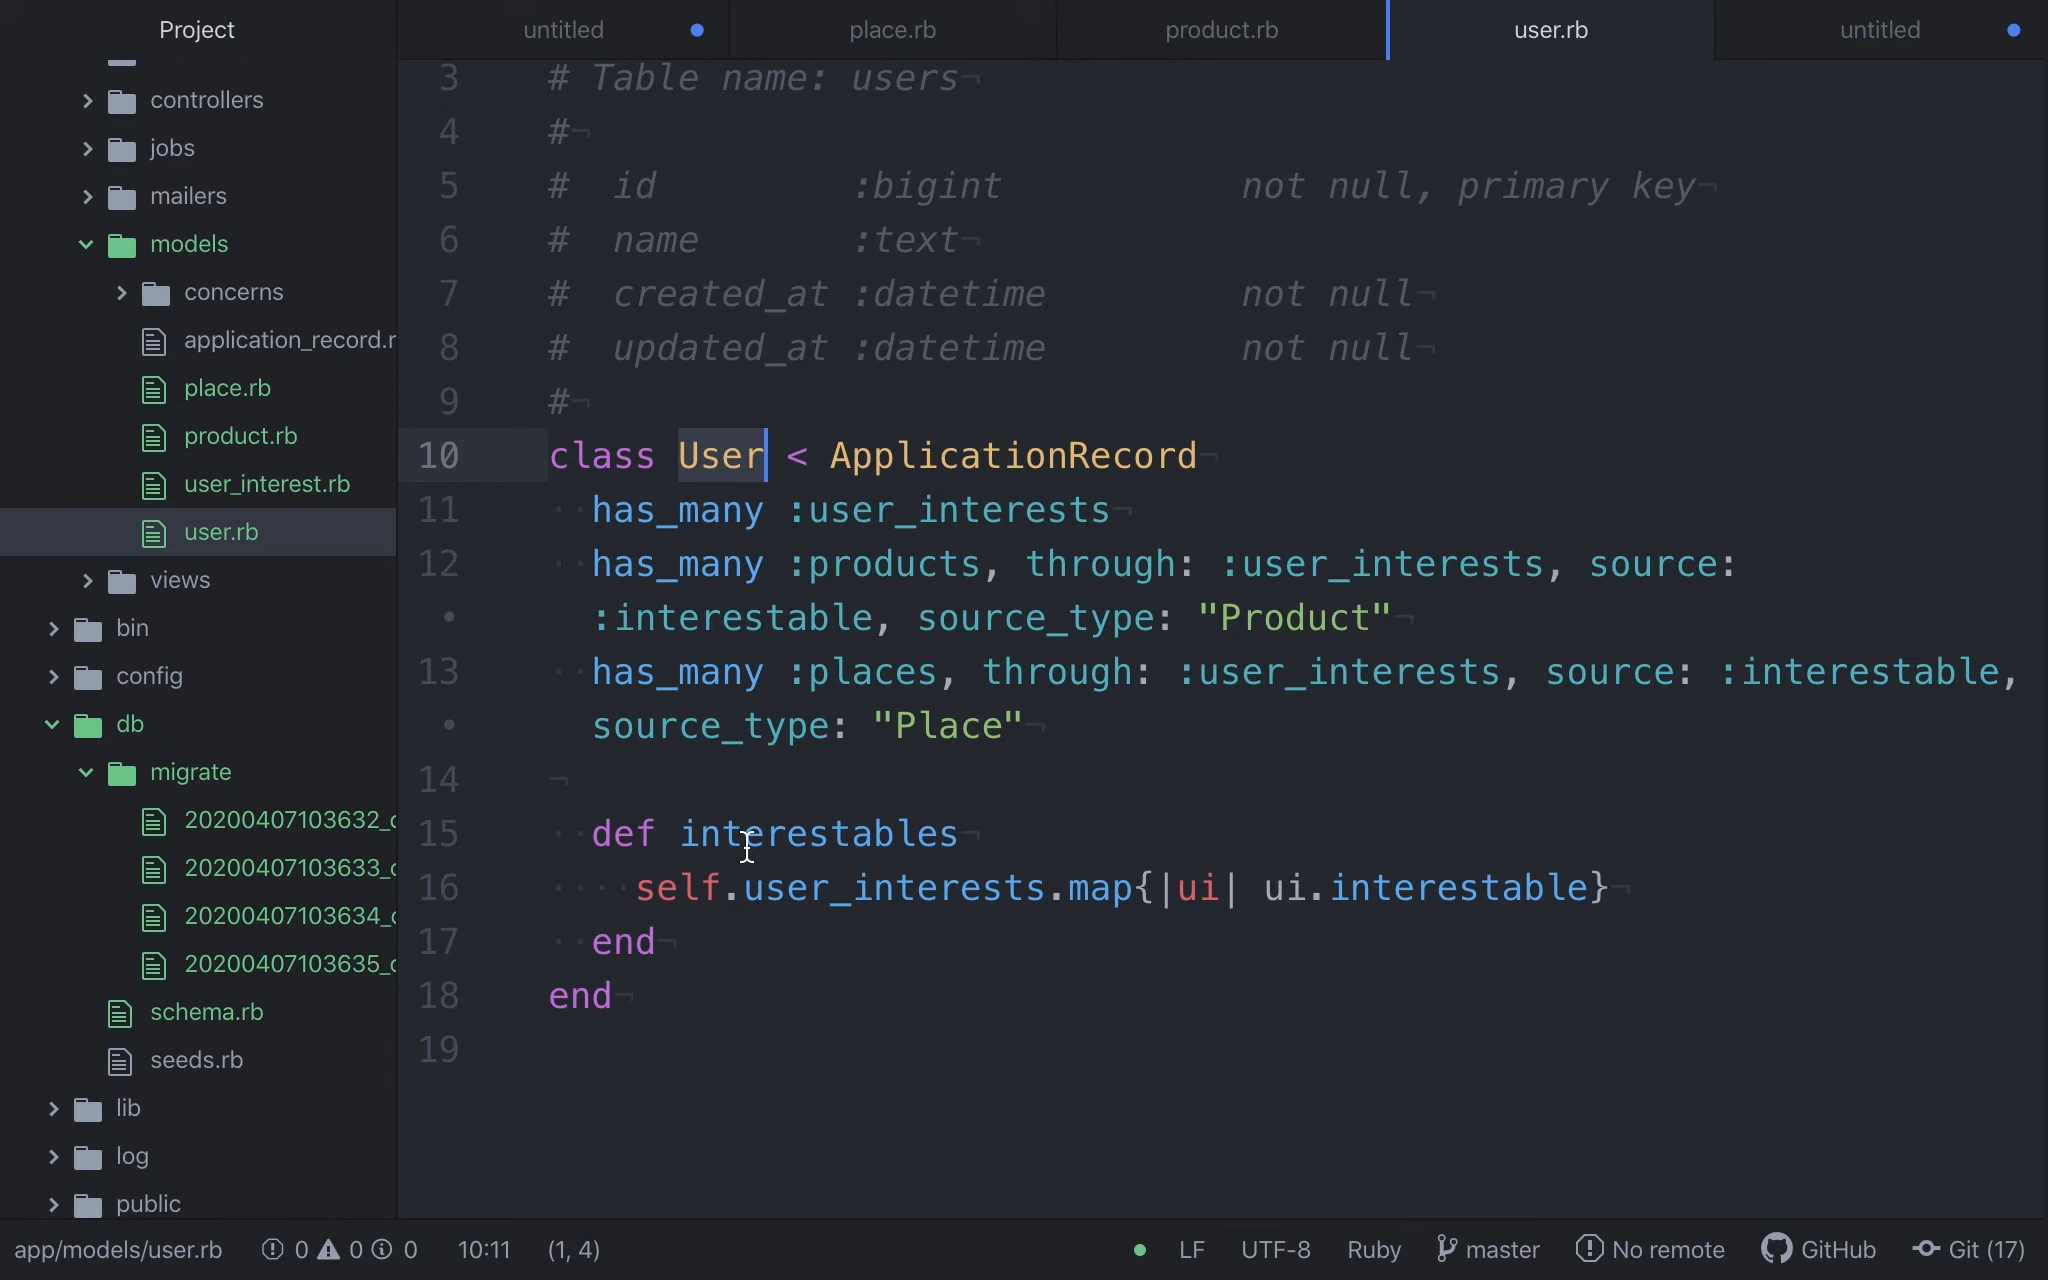 Project
controllers
jobs
mailers
models
concerns
application_record.r
place.rb
product.rb
user_interest.rb
user.rb
views
bin
config
db
migrate
20200407103632_c
20200407103633_c
20200407103634_c
20200407103635_c
schema.rb
seeds.rb
lib
log
public
untitled
place.rb
product.rb
user.rb
untitled
3 # Table name: users¬
4 #¬
5 #  id         :bigint           not null, primary key¬
6 #  name       :text¬
7 #  created_at :datetime         not null¬
8 #  updated_at :datetime         not null¬
9 #¬
10 class User < ApplicationRecord¬
11 ··has_many :user_interests¬
12 ··has_many :products, through: :user_interests, source:
• :interestable, source_type: "Product"¬
13 ··has_many :places, through: :user_interests, source: :interestable,
• source_type: "Place"¬
14 ¬
15 ··def interestables¬
16 ····self.user_interests.map{|ui| ui.interestable}¬
17 ··end¬
18 end¬
19
app/models/user.rb 0 0 0 10:11 (1, 4) LF UTF-8 Ruby master No remote GitHub Git (17)